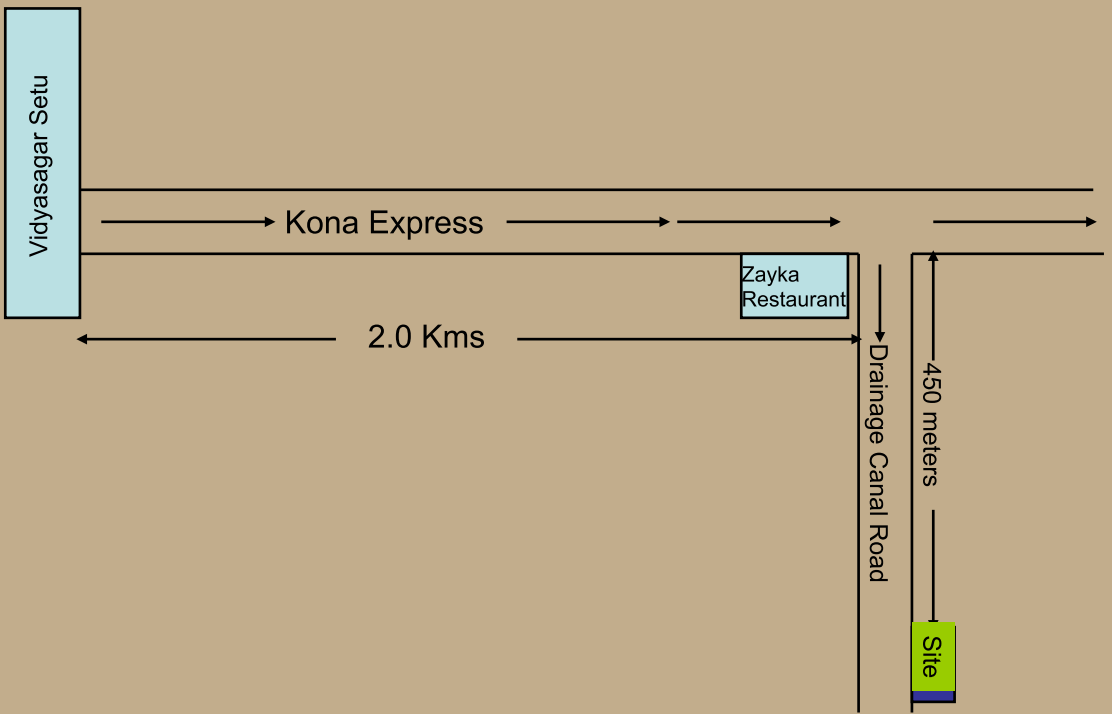 Vidyasagar Setu
Kona Express
Zayka
Restaurant
2.0 Kms
Drainage Canal Road
450 meters
Site